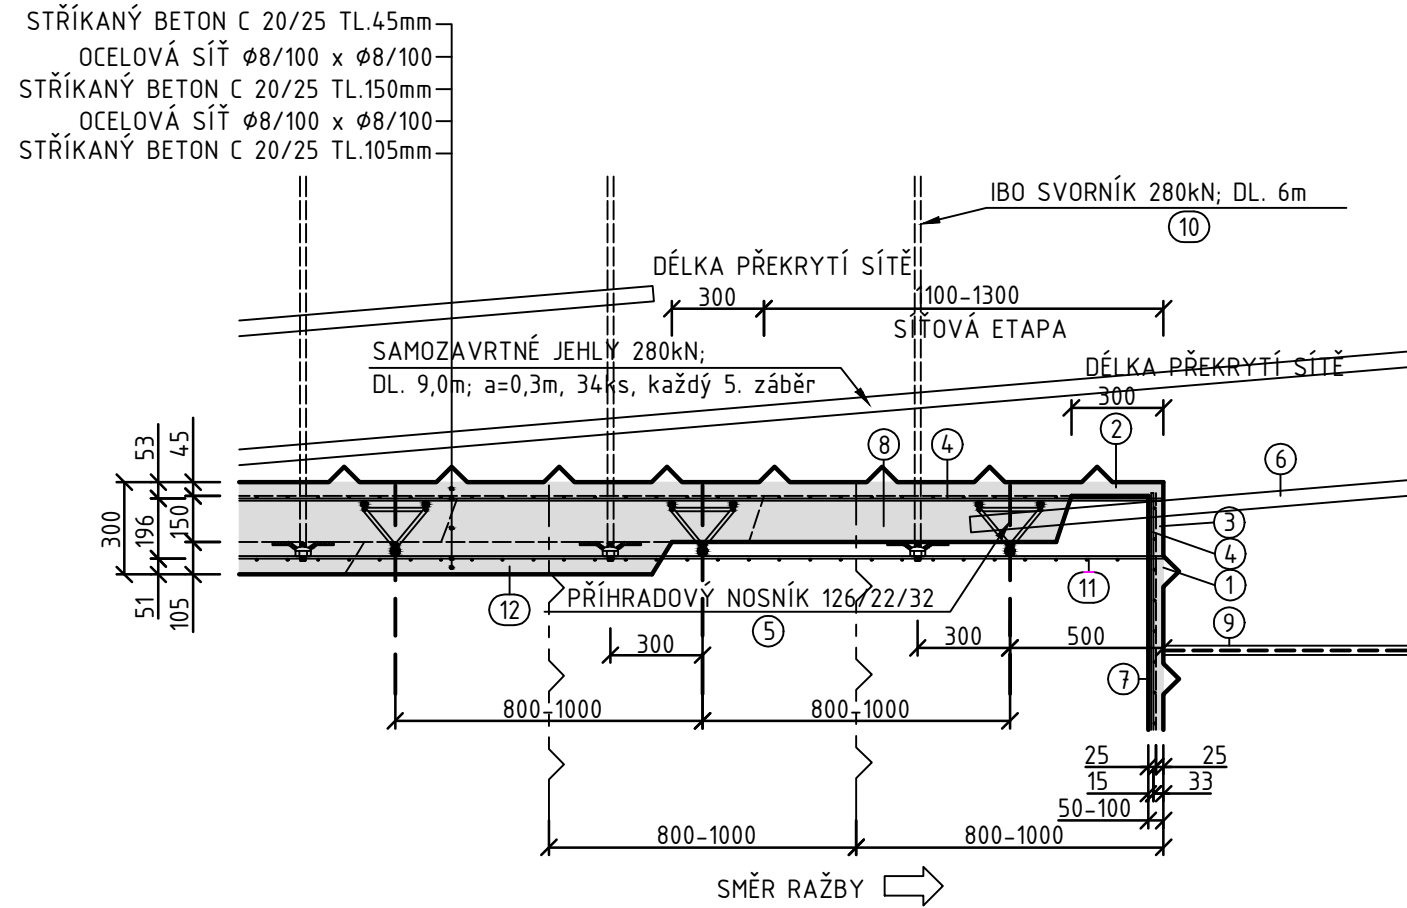 STŘÍKANÝ BETON C 20/25 TL.45mm
OCELOVÁ SÍŤ Ø8/100 x Ø8/100
STŘÍKANÝ BETON C 20/25 TL.150mm
OCELOVÁ SÍŤ Ø8/100 x Ø8/100
STŘÍKANÝ BETON C 20/25 TL.105mm
IBO SVORNÍK 280kN; DL. 6m
10
DÉLKA PŘEKRYTÍ SÍTĚ
300
1100-1300
SÍŤOVÁ ETAPA
SAMOZAVRTNÉ JEHLY 280kN;
DL. 9,0m; a=0,3m, 34ks, každý 5. záběr
DÉLKA PŘEKRYTÍ SÍTĚ
300
2
8
4
6
53
45
300
196
150
51
105
3
4
1
11
12
PŘÍHRADOVÝ NOSNÍK 126/22/32
5
9
300
300
500
7
800-1000
800-1000
25
25
15
33
50-100
800-1000
800-1000
SMĚR RAŽBY